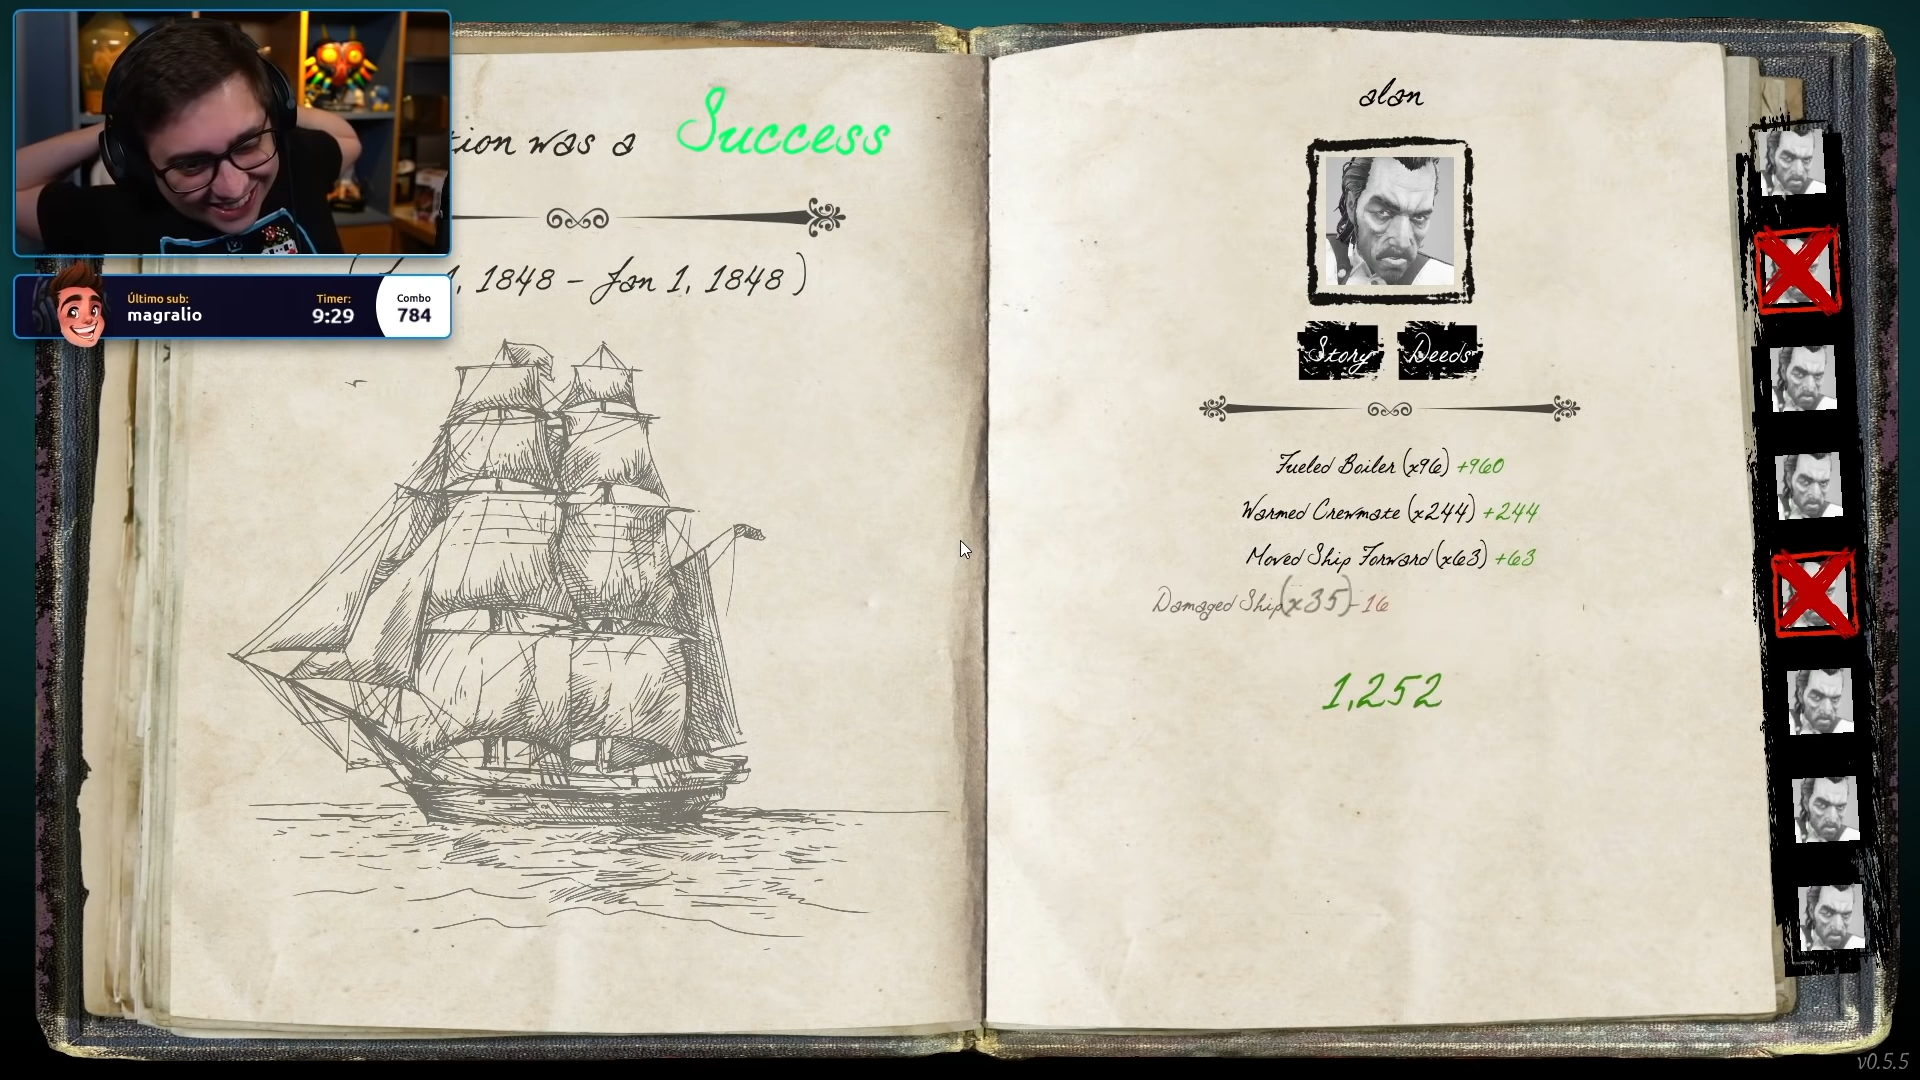 tion was a Success
1, 1848 - Jan 1, 1848 )
Último sub:
magralio
Timer:
9:29
Combo
784
alan
Story
Deeds
Fueled Boiler (x96) +960
Warmed Crewmate (x244) +244
Moved Ship Forward (x63) +63
Damaged Ship (x35) -16
1,252
v0.5.5